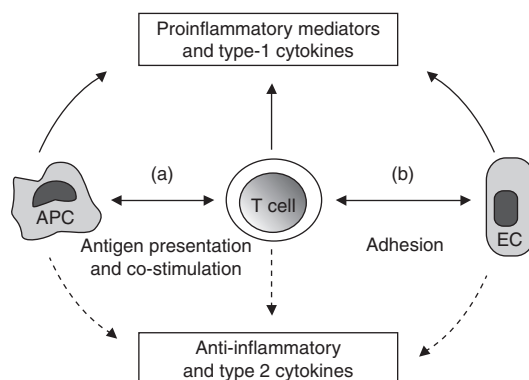 Proinflammatory mediators
and type-1 cytokines
(a)
(b)
APC
T cell
EC
Antigen presentation
and co-stimulation
Adhesion
Anti-inflammatory
and type 2 cytokines